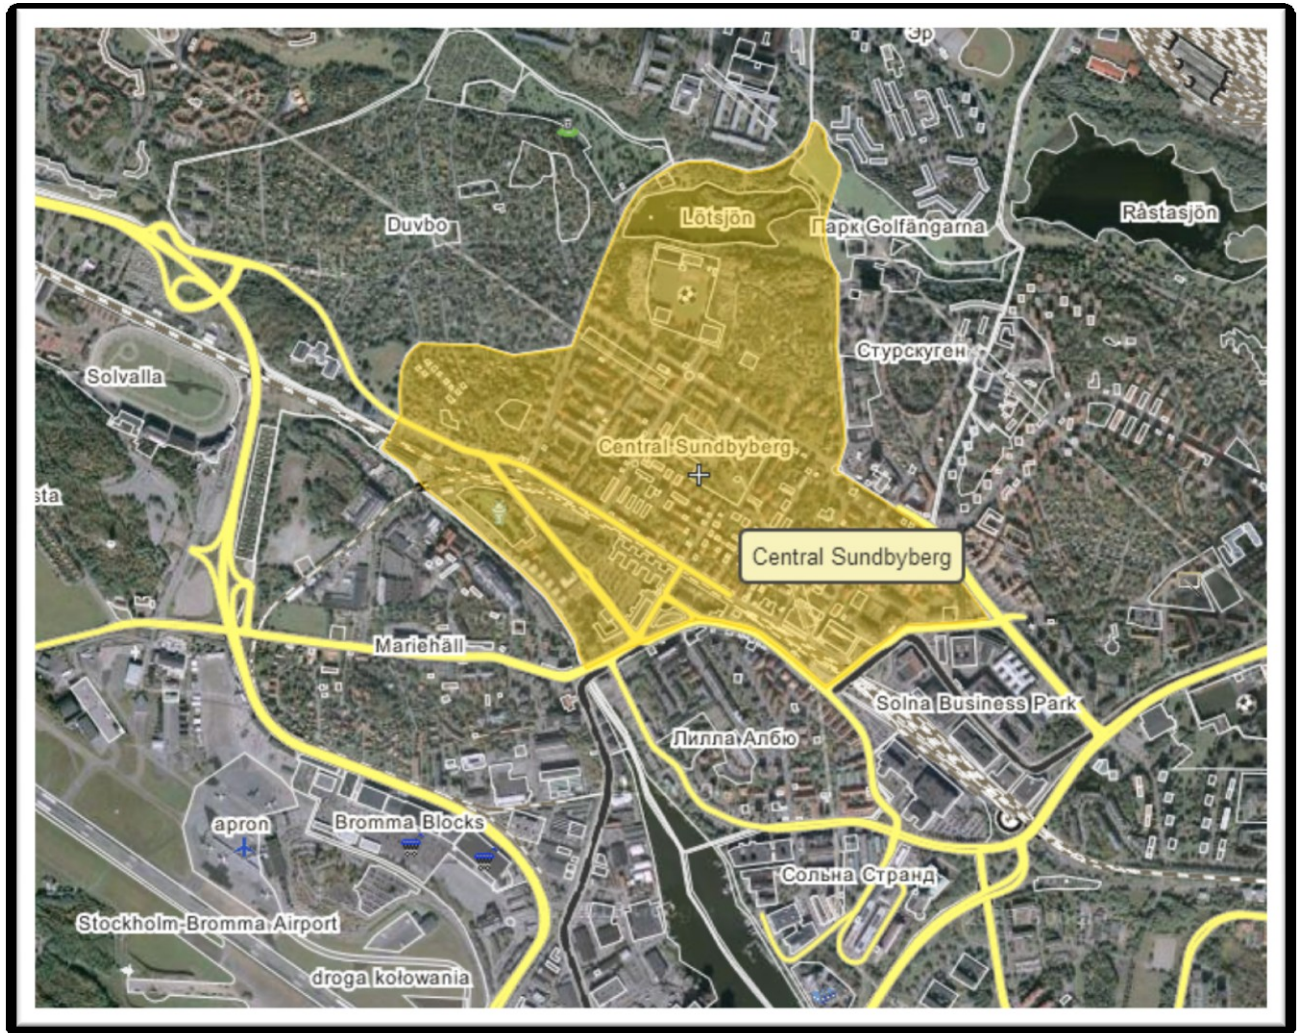 эр
Duvbo
Lötsjön
Парк Golfängarna
Råstasjön
Стурскуген
Solvalla
Central Sundbyberg
sta
Central Sundbyberg
Mariehäll
Solna Business Park
Лилла Албю
apron
Bromma Blocks
Сольна Странд
Stockholm-Bromma Airport
droga kołowania